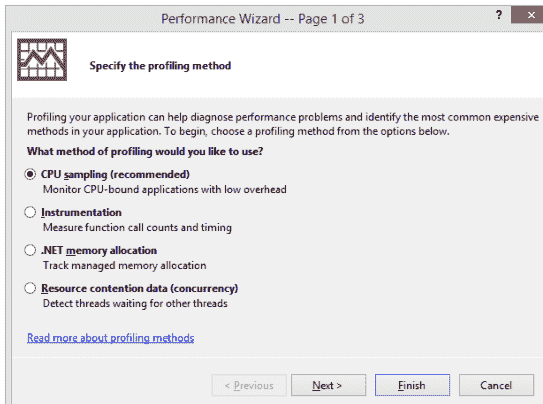 Performance Wizard -- Page 1 of 3
? ×
Specify the profiling method
Profiling your application can help diagnose performance problems and identify the most common expensive
methods in your application. To begin, choose a profiling method from the options below.
What method of profiling would you like to use?
CPU sampling (recommended)
Monitor CPU-bound applications with low overhead
Instrumentation
Measure function call counts and timing
.NET memory allocation
Track managed memory allocation
Resource contention data (concurrency)
Detect threads waiting for other threads
Read more about profiling methods
< Previous Next > Finish Cancel